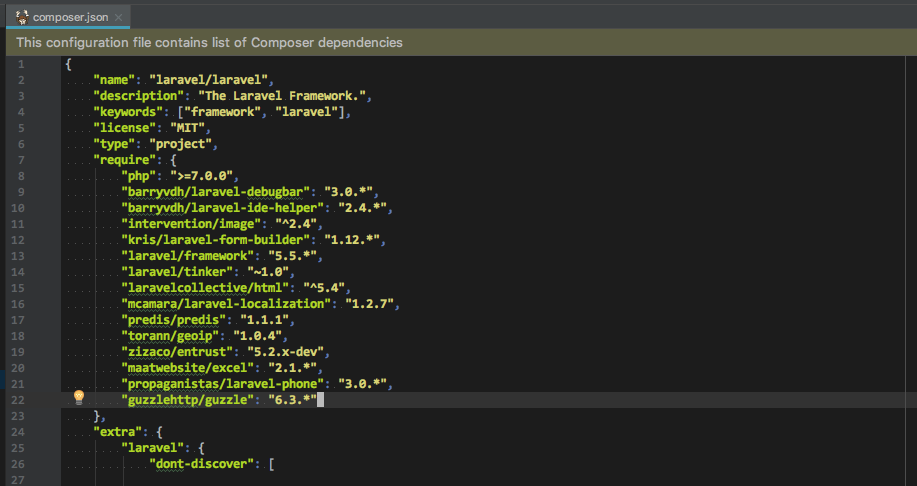 composer.json
This configuration file contains list of Composer dependencies
1 {
2 "name": "laravel/laravel",
3 "description": "The Laravel Framework.",
4 "keywords": ["framework", "laravel"],
5 "license": "MIT",
6 "type": "project",
7 "require": {
8 "php": ">=7.0.0",
9 "barryvdh/laravel-debugbar": "3.0.*",
10 "barryvdh/laravel-ide-helper": "2.4.*",
11 "intervention/image": "^2.4",
12 "kris/laravel-form-builder": "1.12.*",
13 "laravel/framework": "5.5.*",
14 "laravel/tinker": "~1.0",
15 "laravelcollective/html": "^5.4",
16 "mcamara/laravel-localization": "1.2.7",
17 "predis/predis": "1.1.1",
18 "torann/geoip": "1.0.4",
19 "zizaco/entrust": "5.2.x-dev",
20 "maatwebsite/excel": "2.1.*",
21 "propaganistas/laravel-phone": "3.0.*",
22 "guzzlehttp/guzzle": "6.3.*"
23 },
24 "extra": {
25 "laravel": {
26 "dont-discover": [
27